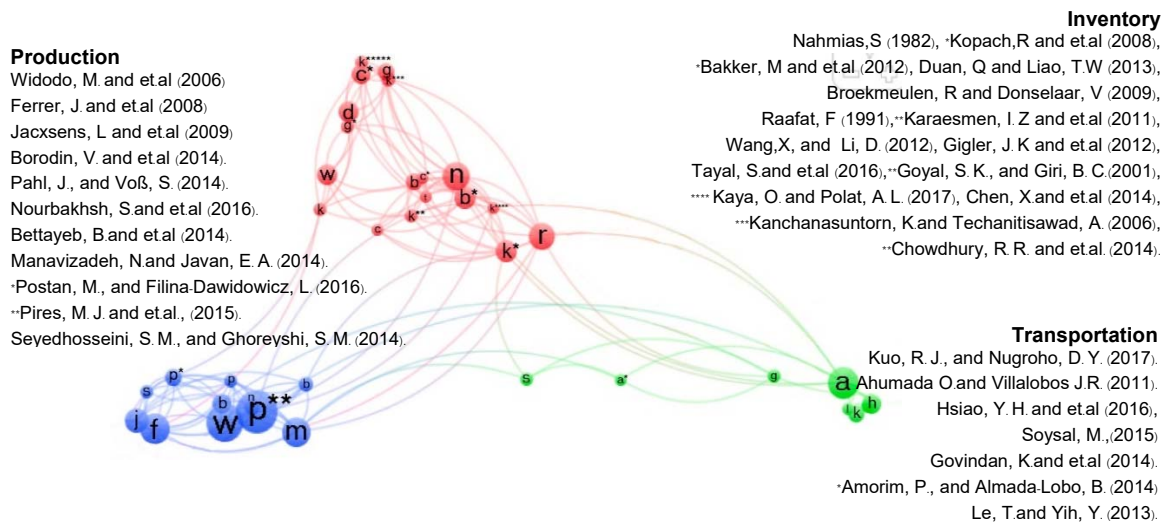 Production
Widodo, M. and et.al (2006)
Ferrer, J. and et.al (2008)
Jacxsens, L and et.al (2009)
Borodin, V. and et.al (2014).
Pahl, J., and Voß, S. (2014).
Nourbakhsh, S.and et.al (2016).
Bettayeb, B.and et.al (2014).
Manavizadeh, N.and Javan, E. A. (2014).
*Postan, M., and Filina-Dawidowicz, L. (2016).
**Pires, M. J. and et.al., (2015).
Seyedhosseini, S. M., and Ghoreyshi, S. M. (2014).
Inventory
Nahmias,S (1982), *Kopach,R and et.al (2008),
*Bakker, M and et.al (2012), Duan, Q and Liao, T.W (2013),
Broekmeulen, R and Donselaar, V (2009),
Raafat, F (1991),**Karaesmen, I. Z and et.al (2011),
Wang,X, and Li, D. (2012), Gigler, J. K and et.al (2012),
Tayal, S.and et.al (2016),**Goyal, S. K., and Giri, B. C.(2001),
****Kaya, O. and Polat, A. L. (2017), Chen, X.and et.al (2014),
***Kanchanasuntorn, K and Techanitisawad, A. (2006),
**Chowdhury, R. R. and et.al. (2014).
Transportation
Kuo, R. J., and Nugroho, D. Y. (2017).
Ahumada O.and Villalobos J.R. (2011).
Hsiao, Y. H. and et.al (2016),
Soysal, M.,(2015)
Govindan, K.and et.al (2014).
*Amorim, P., and Almada-Lobo, B. (2014)
Le, T.and Yih, Y. (2013).
k*****
c*
g
k***
d
g*
w
k
b
c*
t
n
b*
k**
k****
c
k*
r
p*
s
p
b
j
f
b
n
w
p**
m
s
a*
g
a
h
l
k